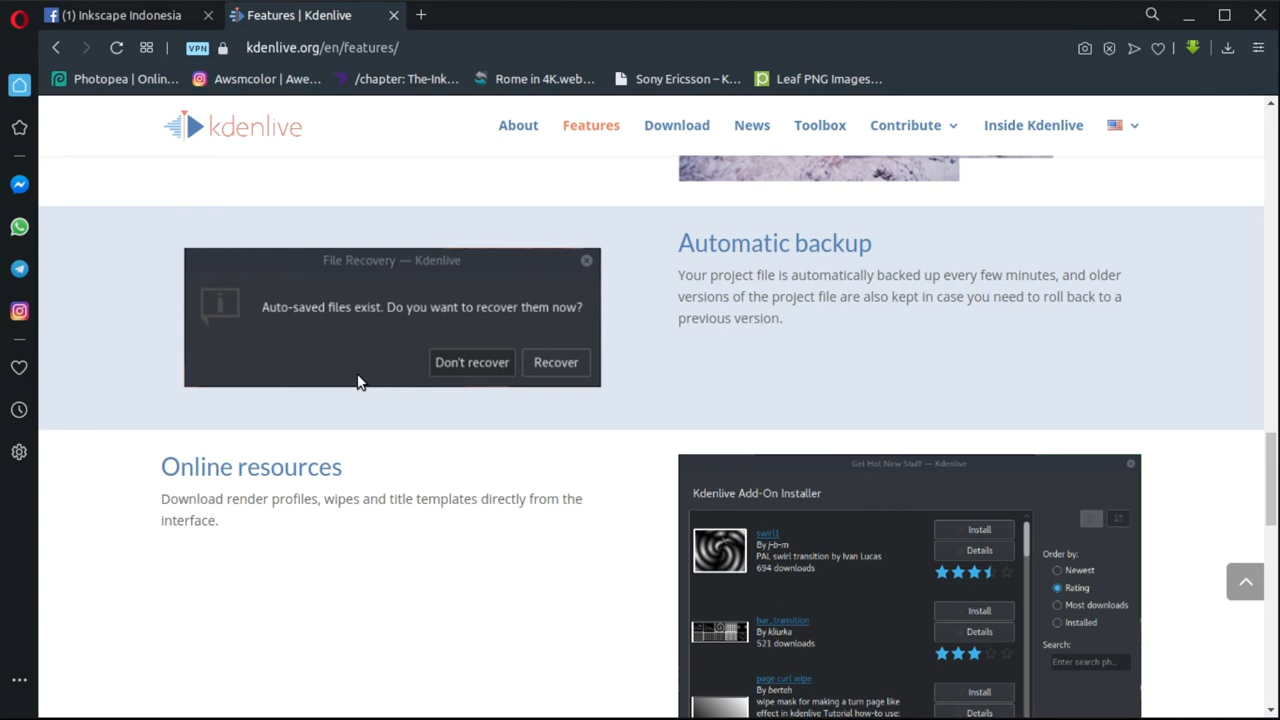 (1) Inkscape Indonesia
Features | Kdenlive
VPN
kdenlive.org/en/features/
Photopea | Onlin...
Awsmcolor | Awe...
/chapter: The-Ink...
Rome in 4K.web...
Sony Ericsson – K...
Leaf PNG Images...
kdenlive
About
Features
Download
News
Toolbox
Contribute
Inside Kdenlive
File Recovery — Kdenlive
Auto-saved files exist. Do you want to recover them now?
Don't recover
Recover
Automatic backup
Your project file is automatically backed up every few minutes, and older
versions of the project file are also kept in case you need to roll back to a
previous version.
Online resources
Download render profiles, wipes and title templates directly from the
interface.
Get Hot New Stuff — Kdenlive
Kdenlive Add-On Installer
swirl1
By j-b-m
PAL swirl transition by Ivan Lucas
694 downloads
Install
Details
bar_transition
By kliurka
521 downloads
Install
Details
page curl wipe
By berteh
wipe mask for making a turn page like
effect in kdenlive Tutorial how-to use:
Install
Details
Order by:
Newest
Rating
Most downloads
Installed
Search:
Enter search ph...